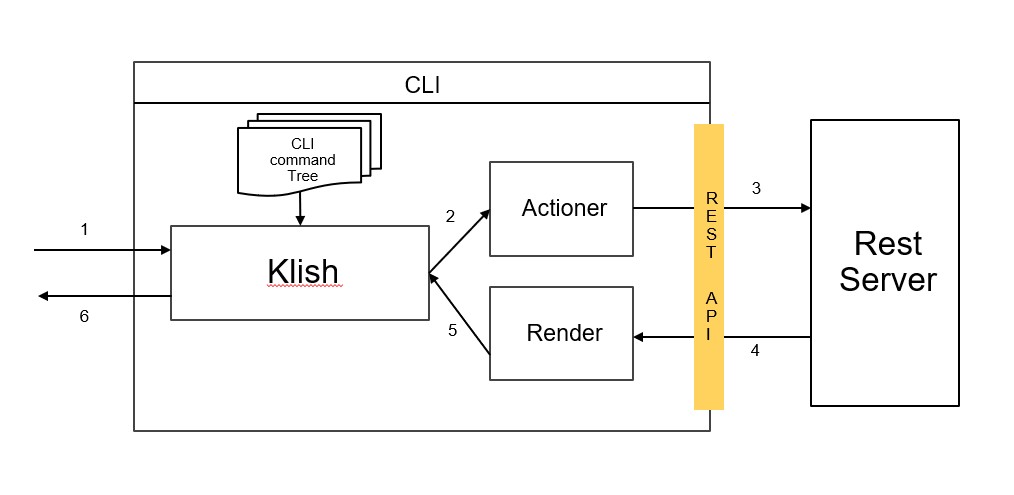 CLI
CLI
command
Tree
1
Klish
6
2
Actioner
5
Render
R
E
S
T
A
P
I
3
4
Rest
Server